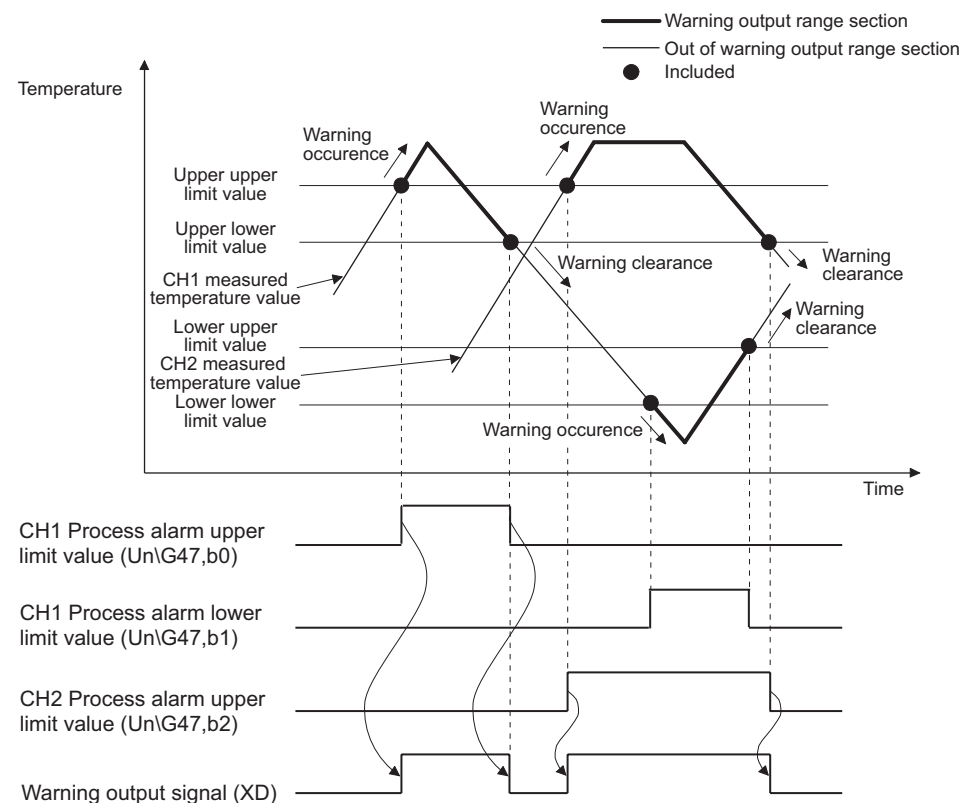 Warning output range section
Out of warning output range section
Included
Temperature
Warning
occurence
Warning
occurence
Upper upper
limit value
Upper lower
limit value
Warning clearance
Warning
clearance
CH1 measured
temperature value
Warning
clearance
Lower upper
limit value
CH2 measured
temperature value
Lower lower
limit value
Warning occurence
Time
CH1 Process alarm upper
limit value (Un\G47,b0)
CH1 Process alarm lower
limit value (Un\G47,b1)
CH2 Process alarm upper
limit value (Un\G47,b2)
Warning output signal (XD)